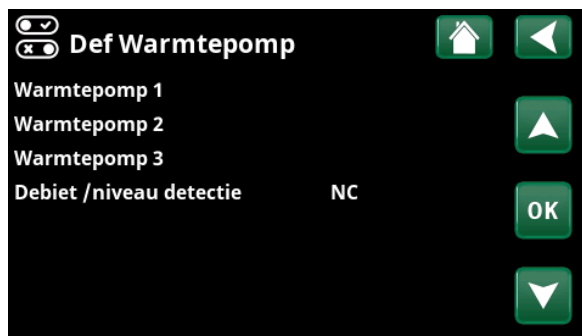 Def Warmtepomp
Warmtepomp 1
Warmtepomp 2
Warmtepomp 3
Debiet /niveau detectie NC
OK